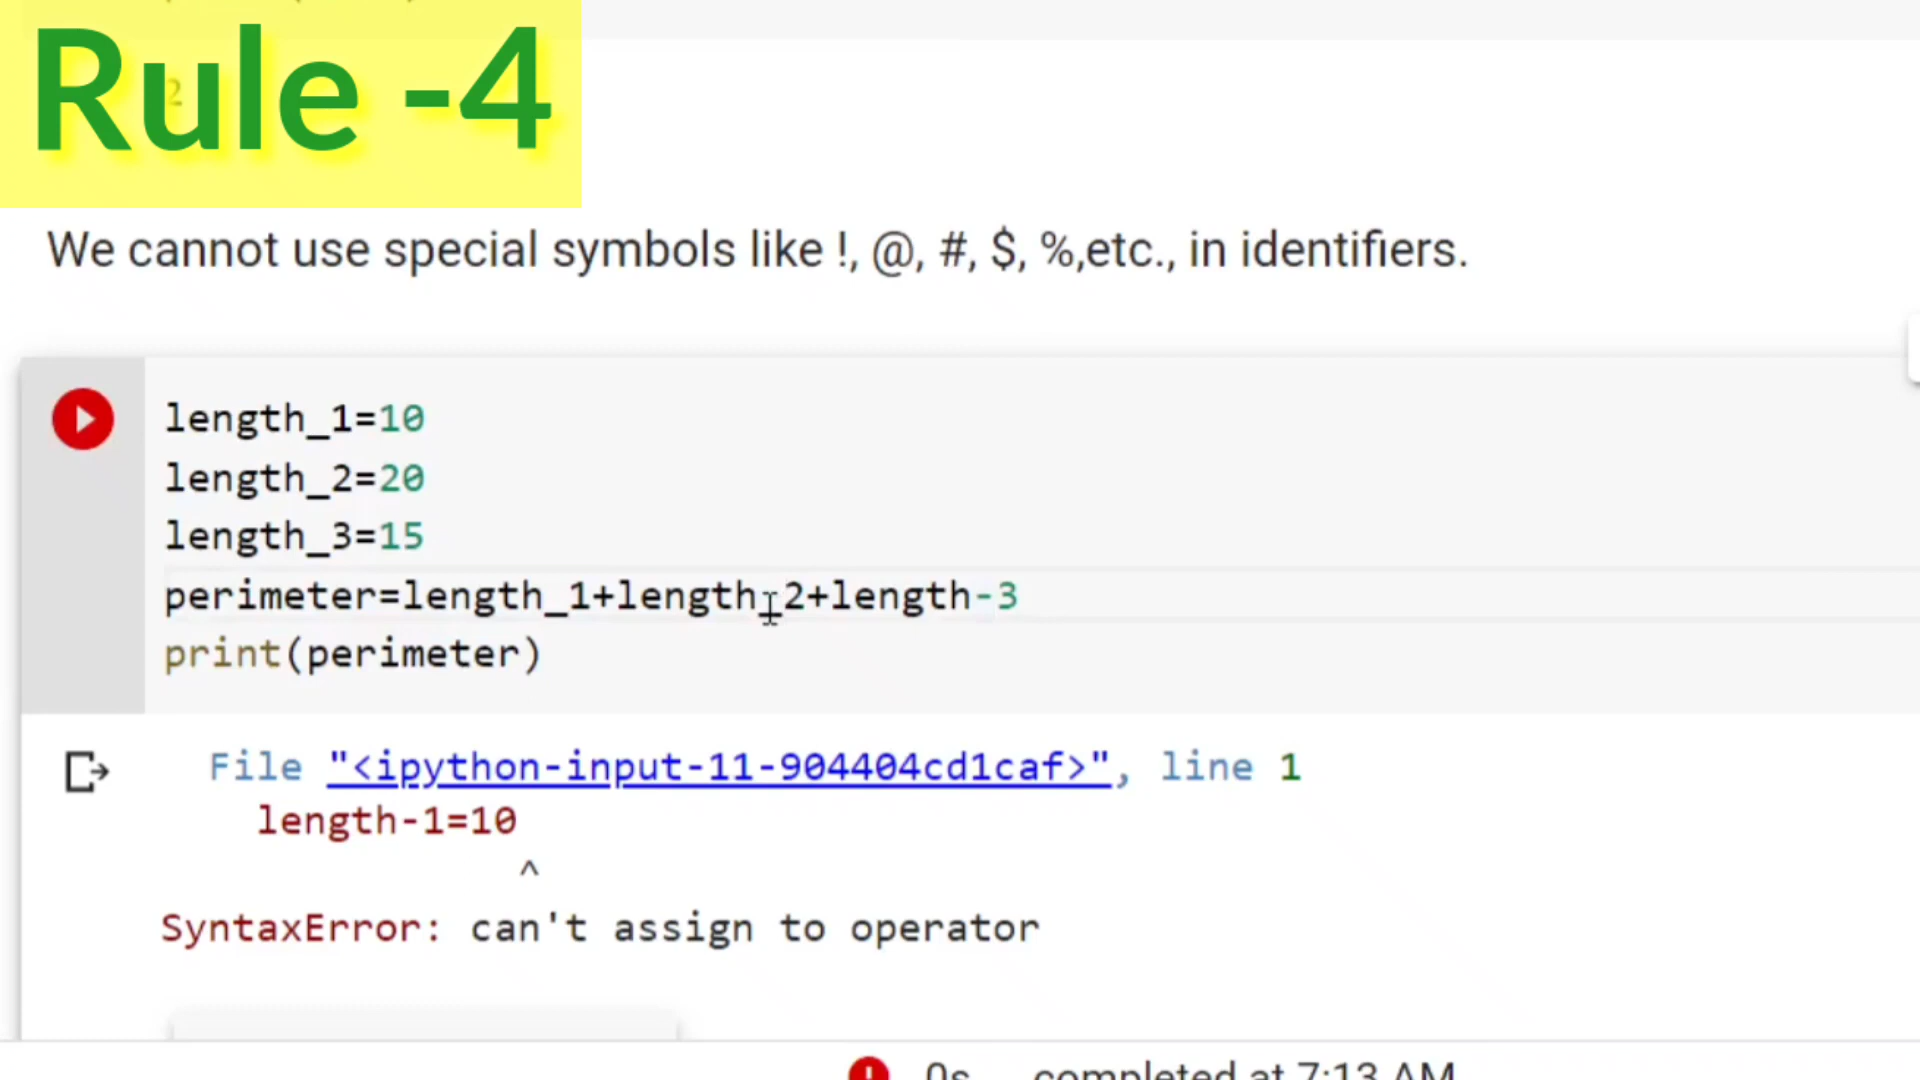 Rule -4
2
We cannot use special symbols like !, @, #, $, %,etc., in identifiers.
length_1=10
length_2=20
length_3=15
perimeter=length_1+length_2+length-3
print(perimeter)
File "<ipython-input-11-904404cd1caf>", line 1
length-1=10
^
SyntaxError: can't assign to operator
0s completed at 7:13 AM